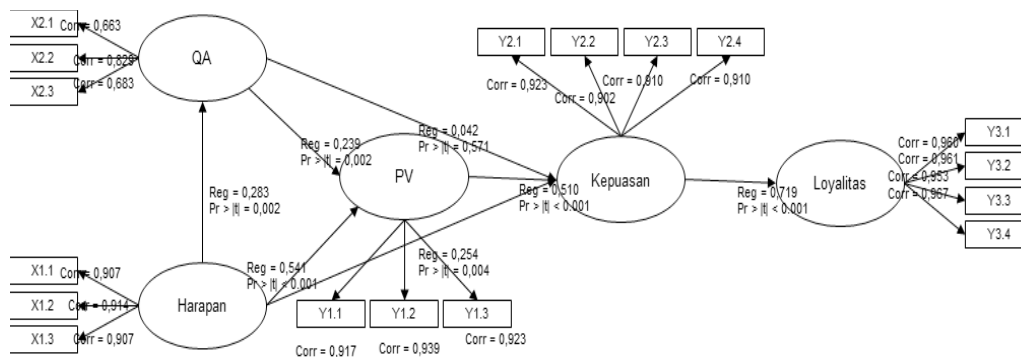 X2.1
Corr = 0,663
X2.2
Corr = 0,829
X2.3
Corr = 0,683
QA
Y2.1
Y2.2
Y2.3
Y2.4
Corr = 0,923
Corr = 0,902
Corr = 0,910
Corr = 0,910
Reg = 0,239
Pr > |t| = 0,002
Reg = 0,042
Pr > |t| = 0,571
PV
Kepuasan
Loyalitas
Corr = 0,960
Corr = 0,961
Corr = 0,953
Corr = 0,967
Y3.1
Y3.2
Y3.3
Y3.4
Reg = 0,283
Pr > |t| = 0,002
Reg = 0,510
Pr > |t| < 0.001
Reg = 0,719
Pr > |t| < 0.001
Reg = 0,541
Pr > |t| < 0.001
Reg = 0,254
Pr > |t| = 0,004
X1.1
Corr = 0,907
X1.2
Corr = 0,914
X1.3
Corr = 0,907
Harapan
Y1.1
Y1.2
Y1.3
Corr = 0,917
Corr = 0,939
Corr = 0,923